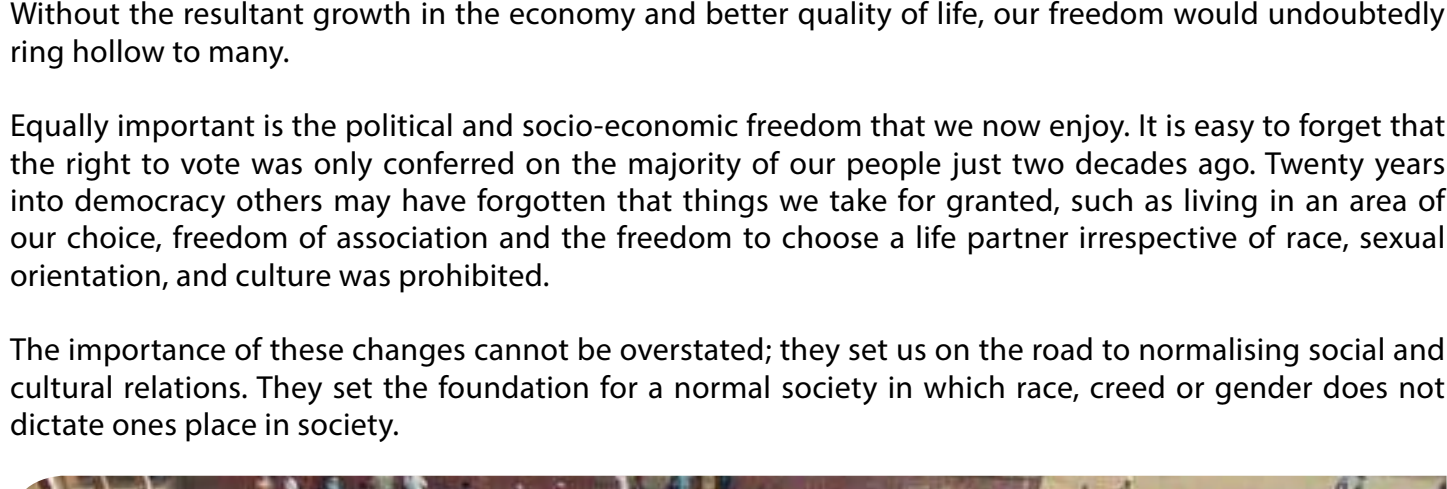 Without the resultant growth in the economy and better quality of life, our freedom would undoubtedly
ring hollow to many.
Equally important is the political and socio-economic freedom that we now enjoy. It is easy to forget that
the right to vote was only conferred on the majority of our people just two decades ago. Twenty years
into democracy others may have forgotten that things we take for granted, such as living in an area of
our choice, freedom of association and the freedom to choose a life partner irrespective of race, sexual
orientation, and culture was prohibited.
The importance of these changes cannot be overstated; they set us on the road to normalising social and
cultural relations. They set the foundation for a normal society in which race, creed or gender does not
dictate ones place in society.